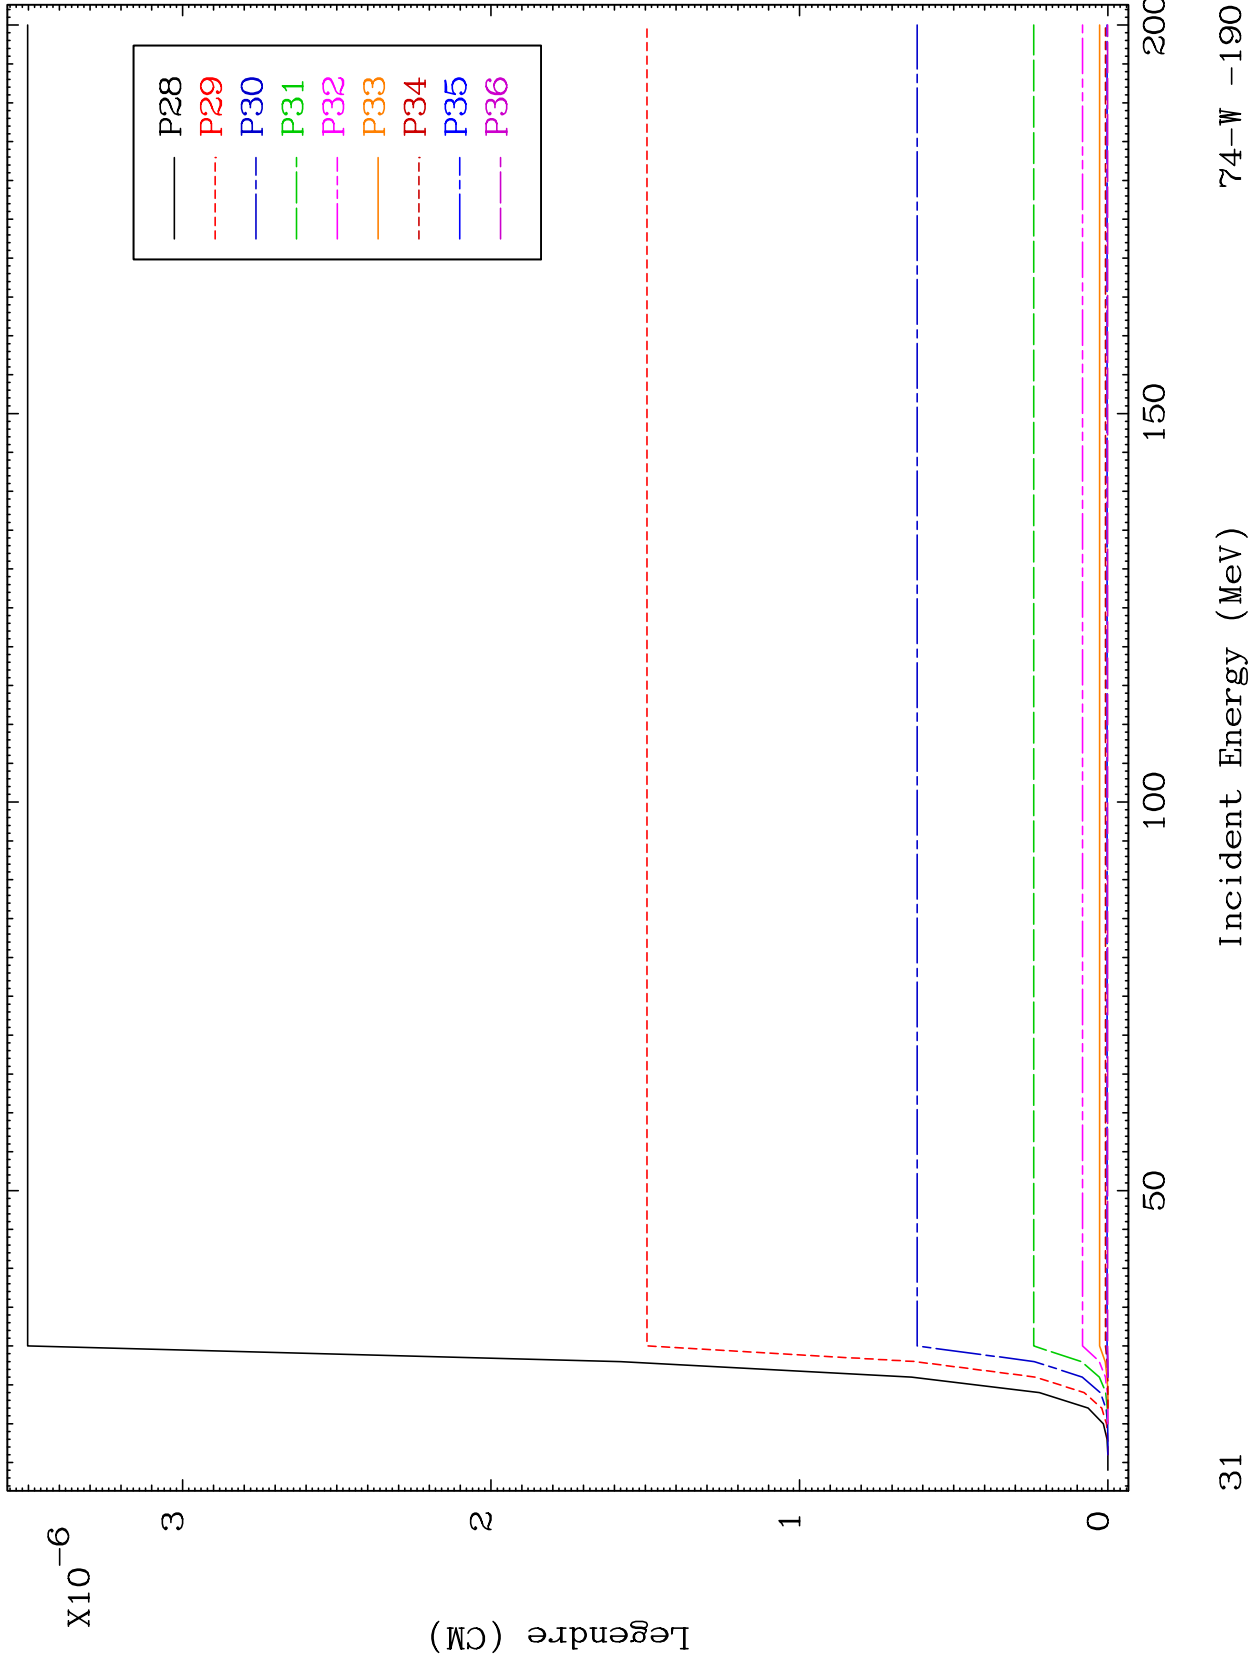 X10-6
3
2
1
0
Legendre (CM)
P28
P29
P30
P31
P32
P33
P34
P35
P36
50
100
150
200
Incident Energy (MeV)
31
74-W -190